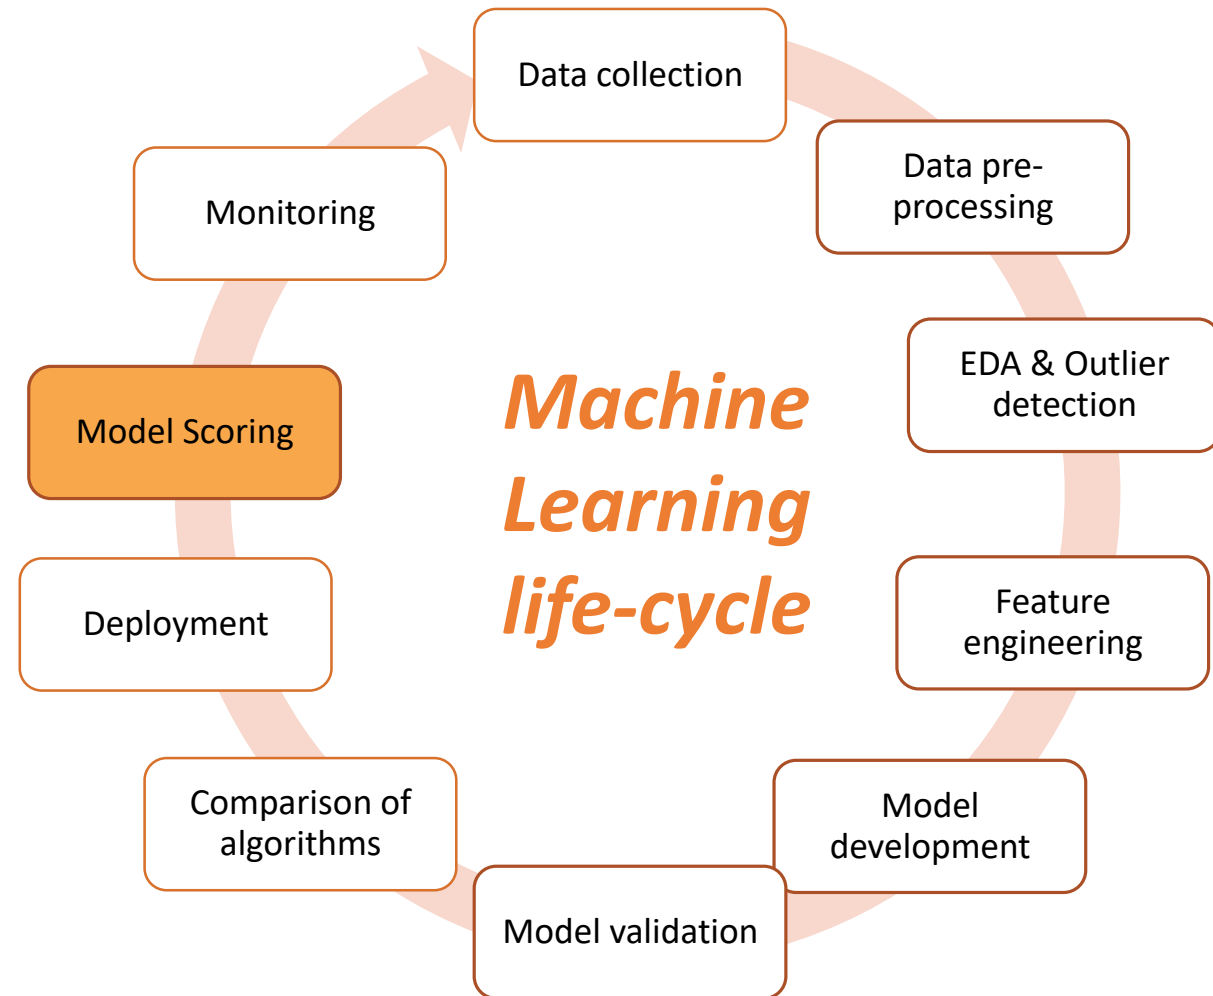 Data collection
Data pre-
processing
EDA & Outlier
detection
Feature
engineering
Model
development
Model validation
Comparison of
algorithms
Deployment
Model Scoring
Monitoring
Machine
Learning
life-cycle